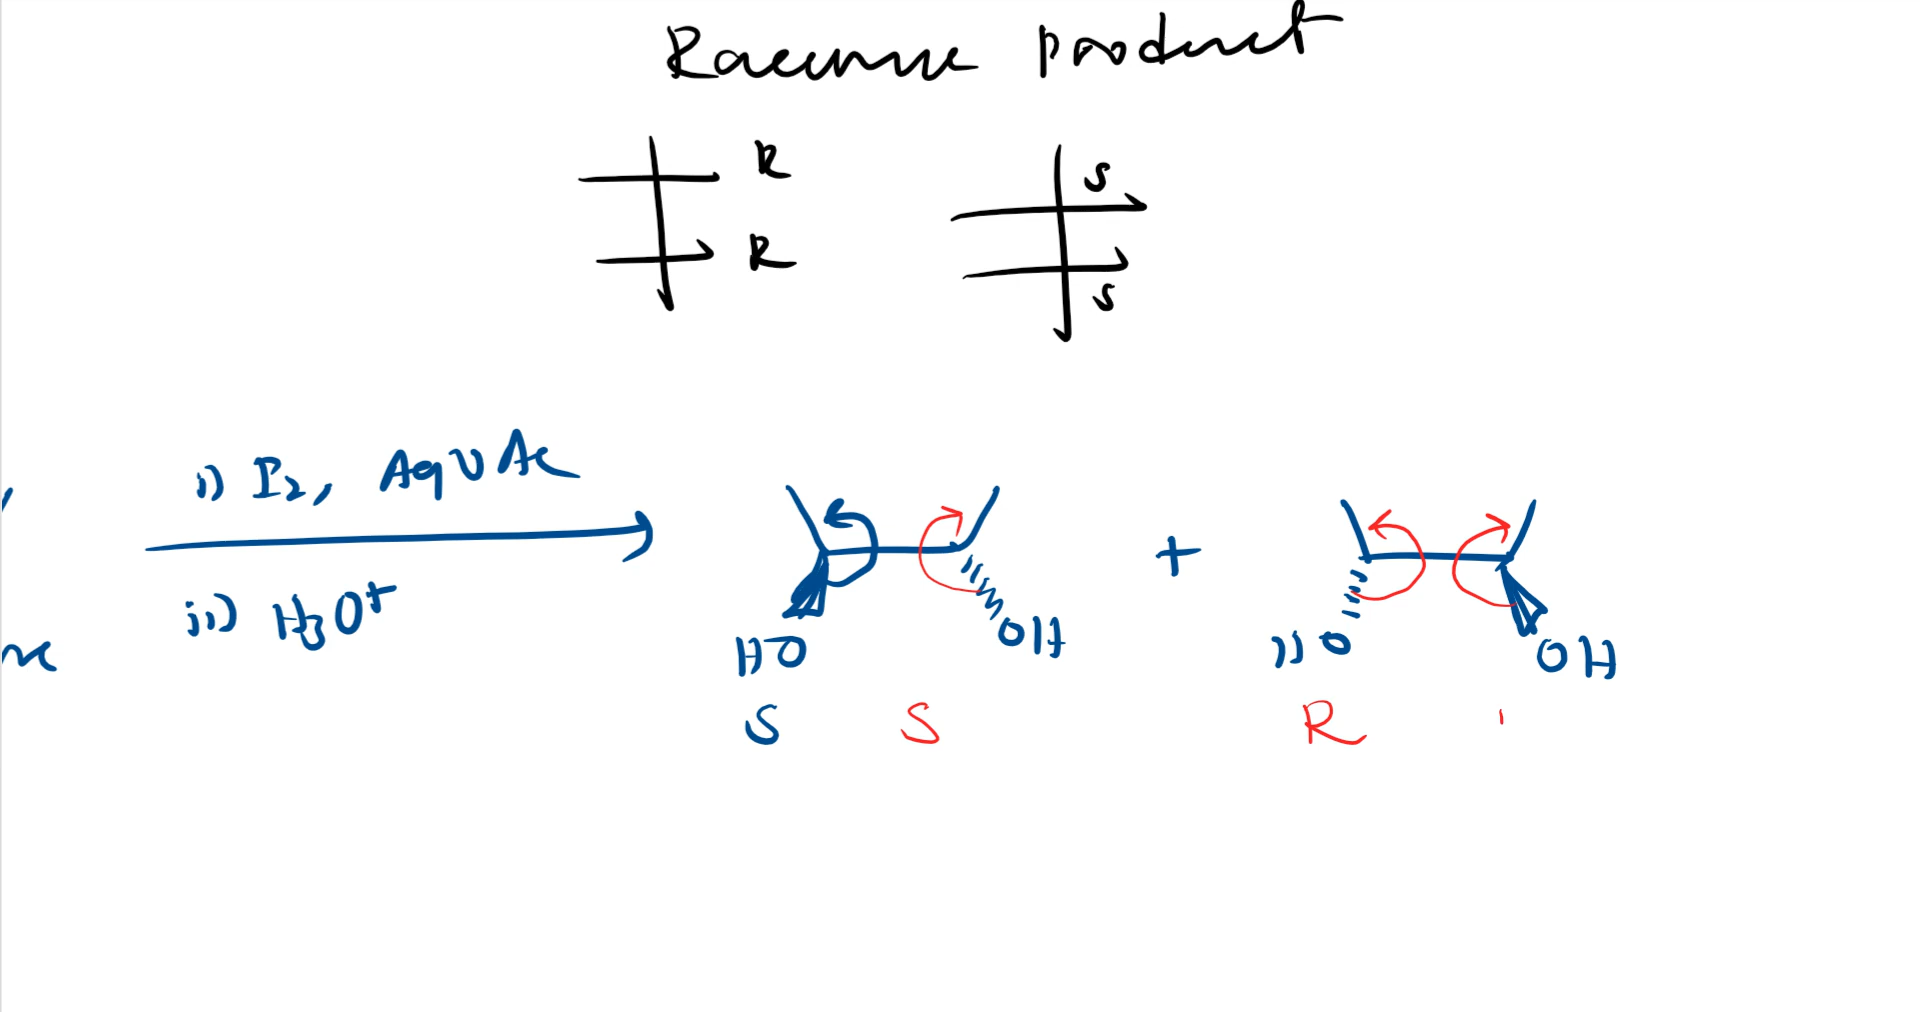 Racemic product
R S
R S
i) I₂, AgOAc
ii) H₃O⁺
HO OH + HO OH
S S R